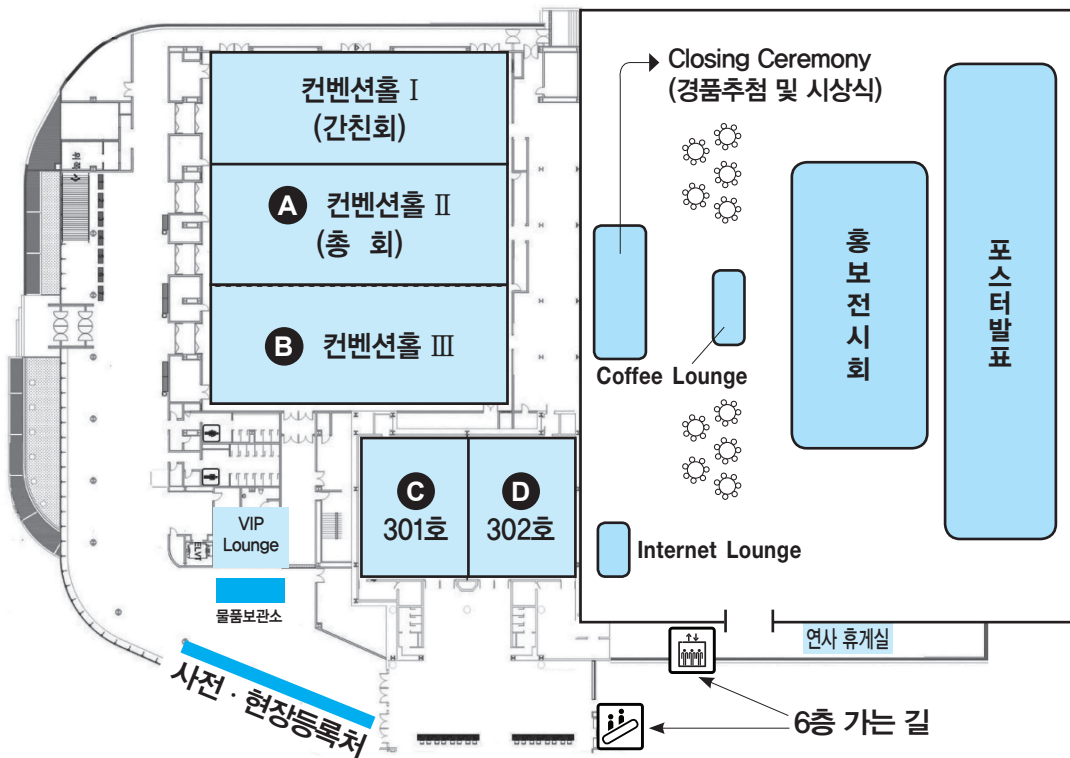 컨벤션홀 Ⅰ
(간친회)
A 컨벤션홀 Ⅱ
(총 회)
B 컨벤션홀 Ⅲ
C
301호
D
302호
VIP
Lounge
ELVT
물품보관소
사전 · 현장등록처
Closing Ceremony
(경품추첨 및 시상식)
Coffee Lounge
홍보전시회
포스터발표
Internet Lounge
연사 휴게실
6층 가는 길